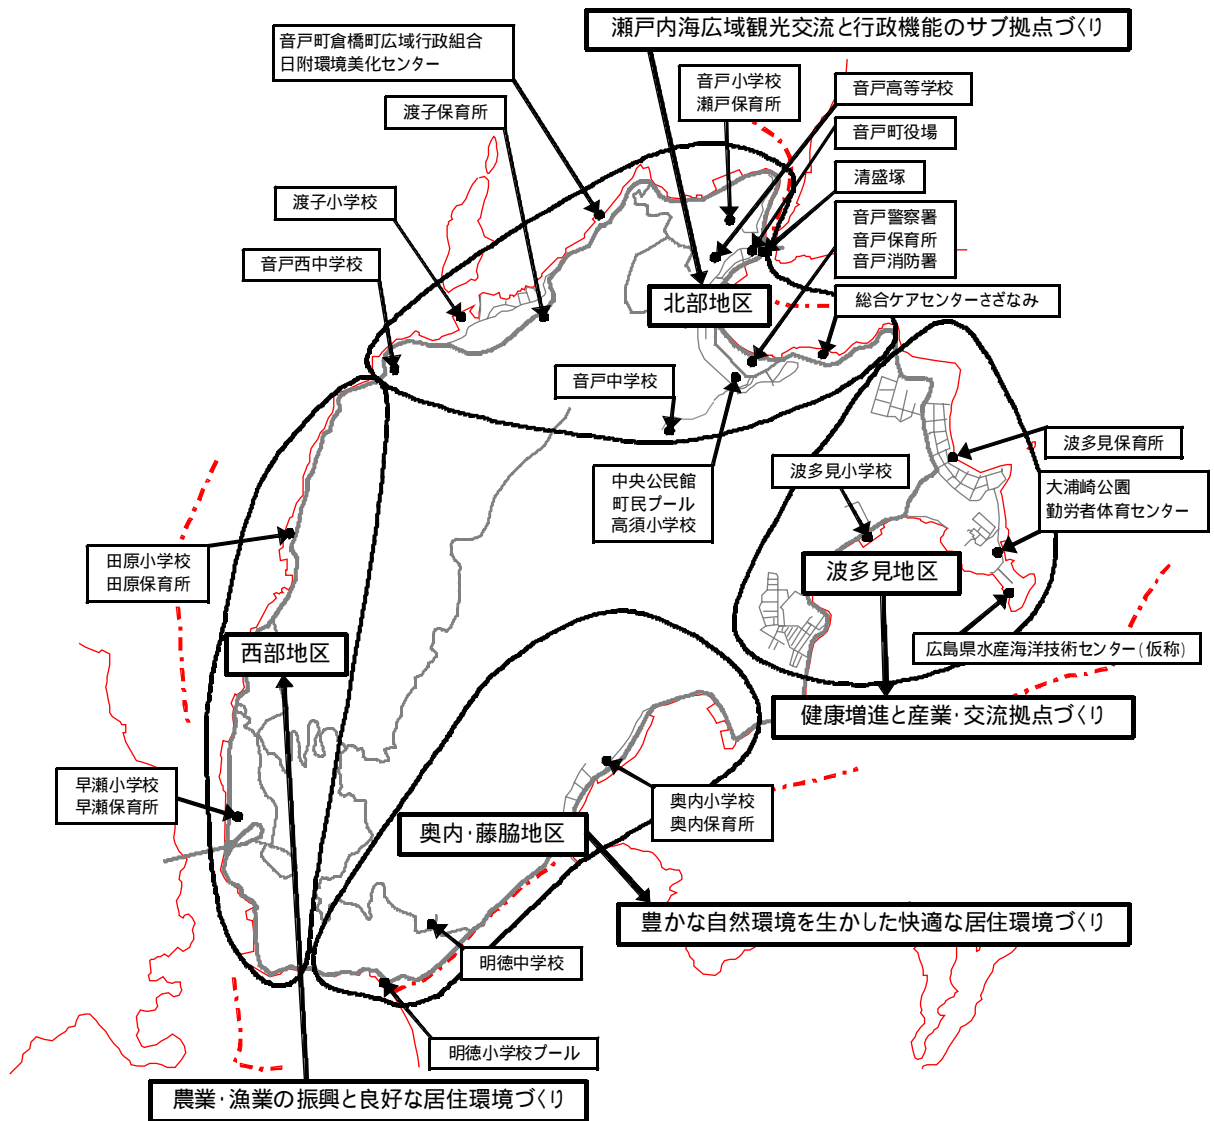 瀬戸内海広域観光交流と行政機能のサブ拠点づくり
音戸町倉橋町広域行政組合
日附環境美化センター
音戸小学校
瀬戸保育所
音戸高等学校
渡子保育所
音戸町役場
清盛塚
渡子小学校
音戸警察署
音戸保育所
音戸消防署
音戸西中学校
北部地区
総合ケアセンターさざなみ
音戸中学校
波多見保育所
中央公民館
町民プール
高須小学校
波多見小学校
大浦崎公園
勤労者体育センター
田原小学校
田原保育所
波多見地区
西部地区
広島県水産海洋技術センター(仮称)
健康増進と産業・交流拠点づくり
早瀬小学校
早瀬保育所
奥内小学校
奥内保育所
奥内・藤脇地区
豊かな自然環境を生かした快適な居住環境づくり
明徳中学校
明徳小学校プール
農業・漁業の振興と良好な居住環境づくり